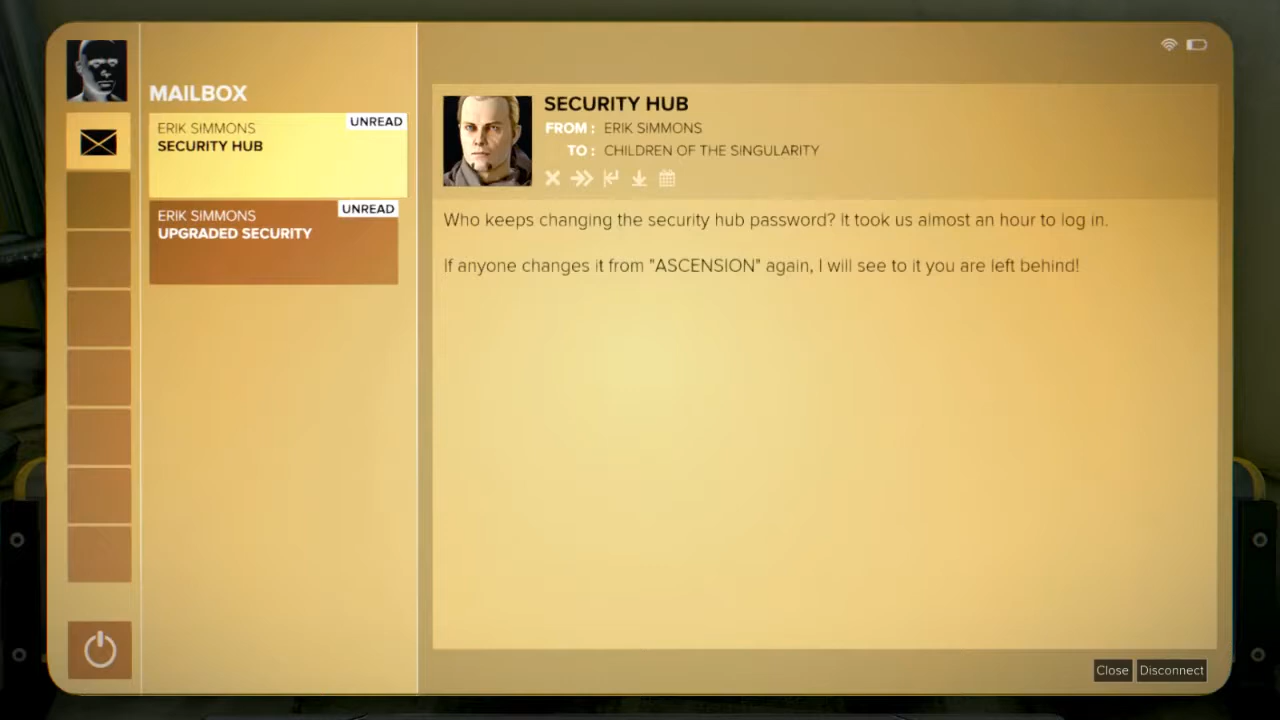 MAILBOX
ERIK SIMMONS
UNREAD
SECURITY HUB
ERIK SIMMONS
UNREAD
UPGRADED SECURITY
SECURITY HUB
FROM : ERIK SIMMONS
TO : CHILDREN OF THE SINGULARITY
Who keeps changing the security hub password? It took us almost an hour to log in.
If anyone changes it from "ASCENSION" again, I will see to it you are left behind!
Close Disconnect